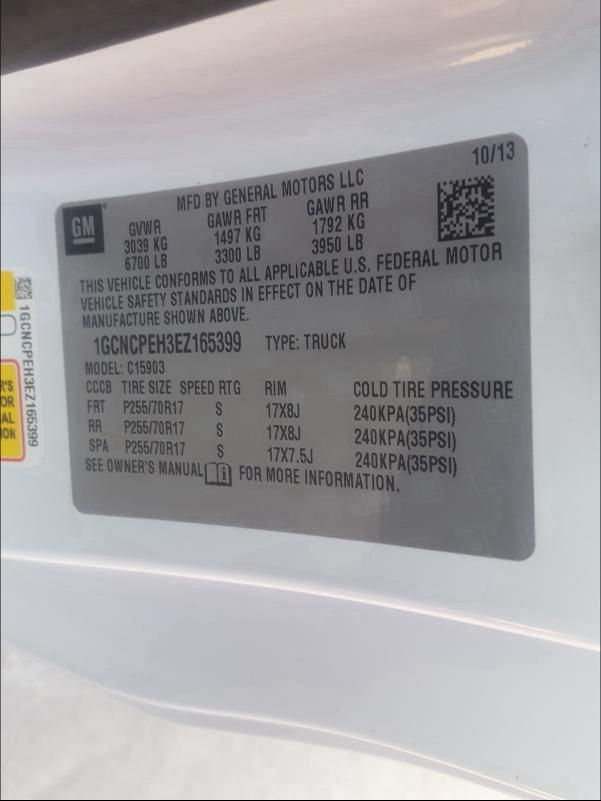 10/13
MFD BY GENERAL MOTORS LLC
GM ®
GVWR GAWR FRT GAWR RR
3039 KG 1497 KG 1792 KG
6700 LB 3300 LB 3950 LB
THIS VEHICLE CONFORMS TO ALL APPLICABLE U.S. FEDERAL MOTOR
VEHICLE SAFETY STANDARDS IN EFFECT ON THE DATE OF
MANUFACTURE SHOWN ABOVE.
1GCNCPEH3EZ165399 TYPE: TRUCK
MODEL: C15903
CCCB TIRE SIZE SPEED RTG RIM COLD TIRE PRESSURE
FRT P255/70R17 S 17X8J 240KPA(35PSI)
RR P255/70R17 S 17X8J 240KPA(35PSI)
SPA P255/70R17 S 17X7.5J 240KPA(35PSI)
SEE OWNER'S MANUAL FOR MORE INFORMATION.
1GCNCPEH3EZ165399
R'S
OR
AL
ION